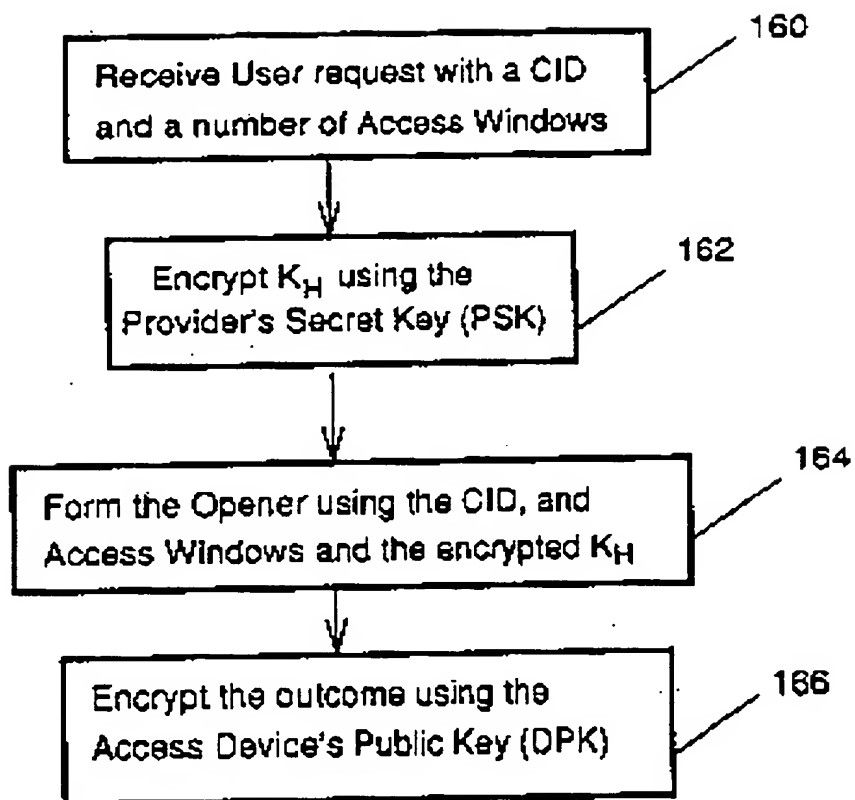 160
Receive User request with a CID
and a number of Access Windows
162
Encrypt K_H using the
Provider's Secret Key (PSK)
164
Form the Opener using the CID, and
Access Windows and the encrypted K_H
166
Encrypt the outcome using the
Access Device's Public Key (DPK)